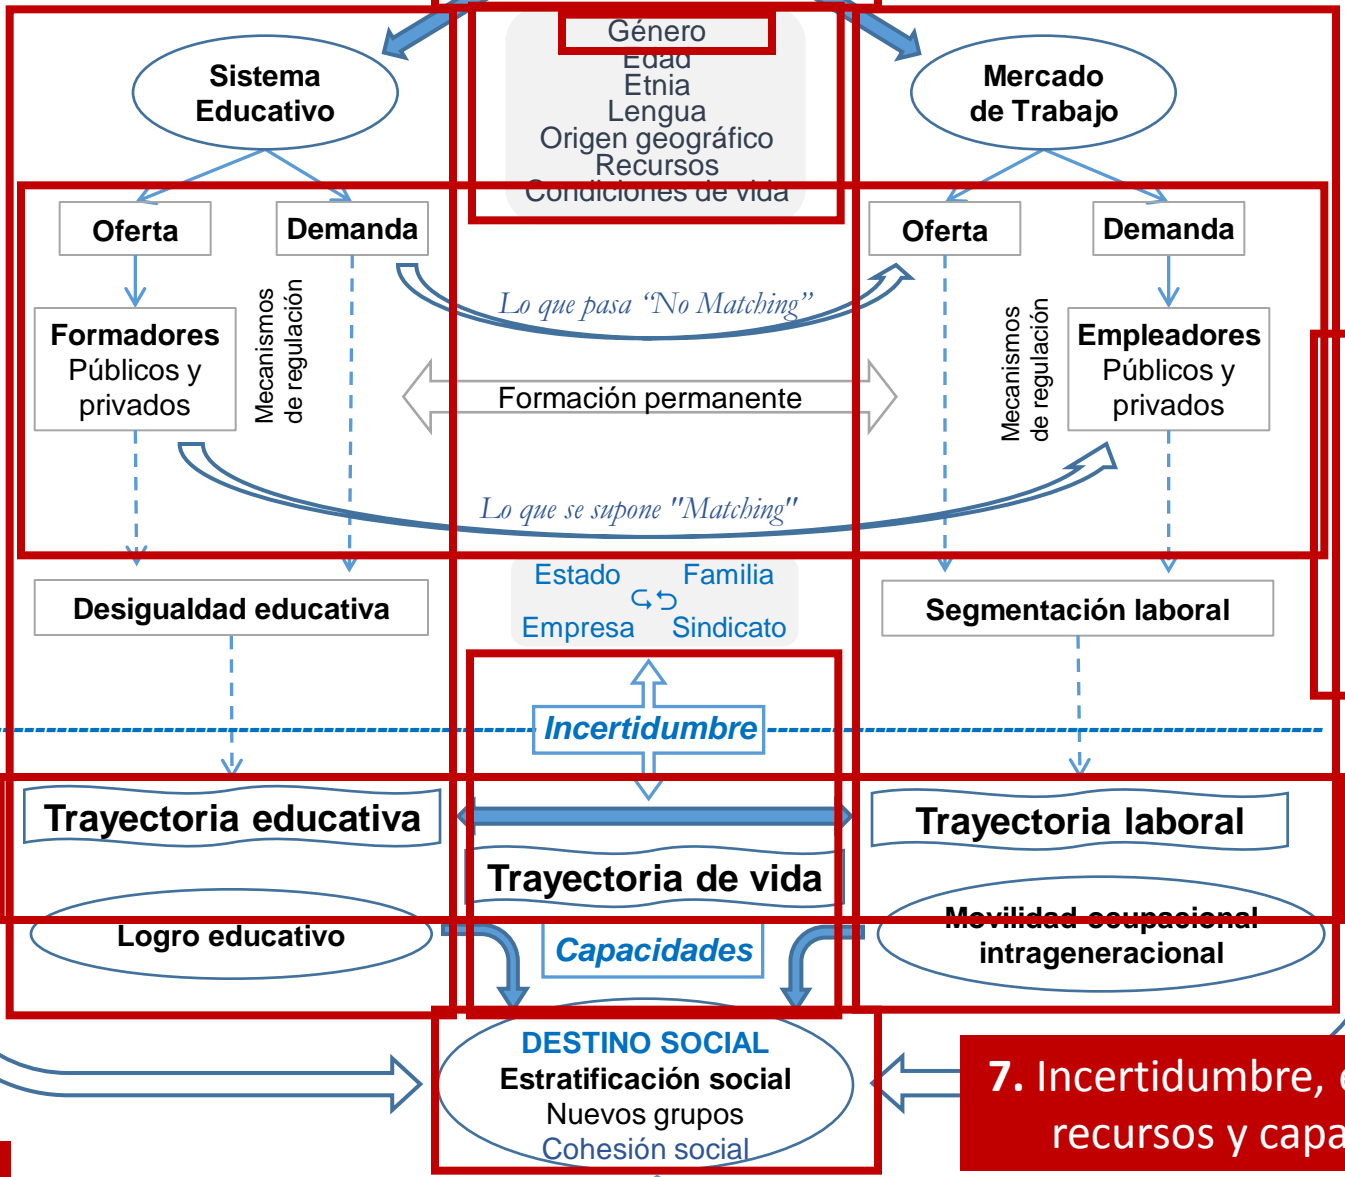 Género
Edad
Etnia
Lengua
Origen geográfico
Recursos
Condiciones de vida
Sistema
Educativo
Mercado
de Trabajo
Oferta
Demanda
Oferta
Demanda
Mecanismos
de regulación
Lo que pasa “No Matching”
Mecanismos
de regulación
Formadores
Públicos y
privados
Empleadores
Públicos y
privados
Formación permanente
Lo que se supone "Matching"
Estado Familia
Empresa Sindicato
Desigualdad educativa
Segmentación laboral
Incertidumbre
Trayectoria educativa
Trayectoria laboral
Trayectoria de vida
Logro educativo
Capacidades
Movilidad ocupacional
intrageneracional
DESTINO SOCIAL
Estratificación social
Nuevos grupos
Cohesión social
7. Incertidumbre,
recursos y